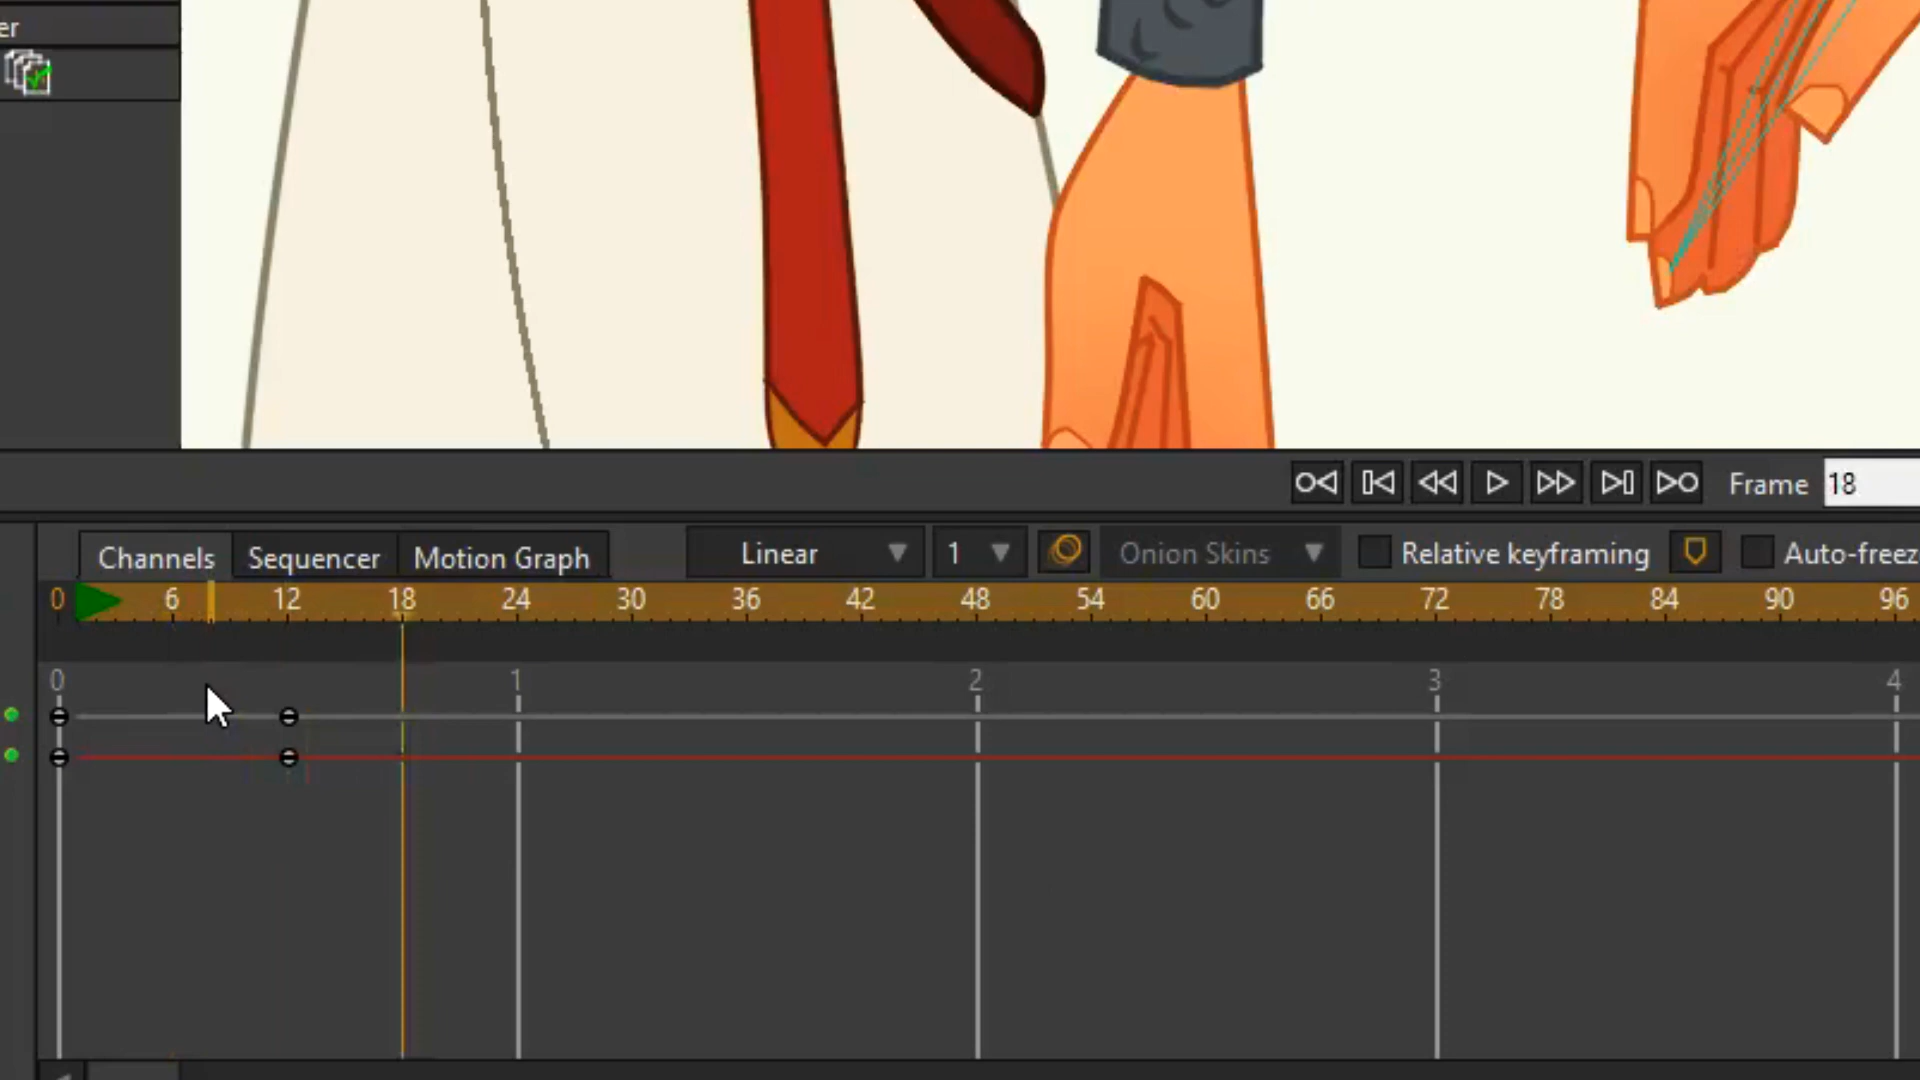 er
Frame 18
Channels Sequencer Motion Graph Linear 1 Onion Skins Relative keyframing Auto-freez
0 6 12 18 24 30 36 42 48 54 60 66 72 78 84 90 96
0 1 2 3 4